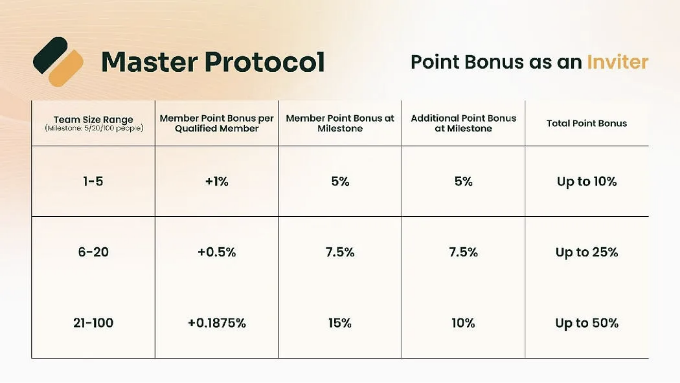 Master Protocol
Point Bonus as an Inviter
Team Size Range
(Milestone: 5/20/100 people)
Member Point Bonus per
Qualified Member
Member Point Bonus at
Milestone
Additional Point Bonus
at Milestone
Total Point Bonus
1-5
+1%
5%
5%
Up to 10%
6-20
+0.5%
7.5%
7.5%
Up to 25%
21-100
+0.1875%
15%
10%
Up to 50%